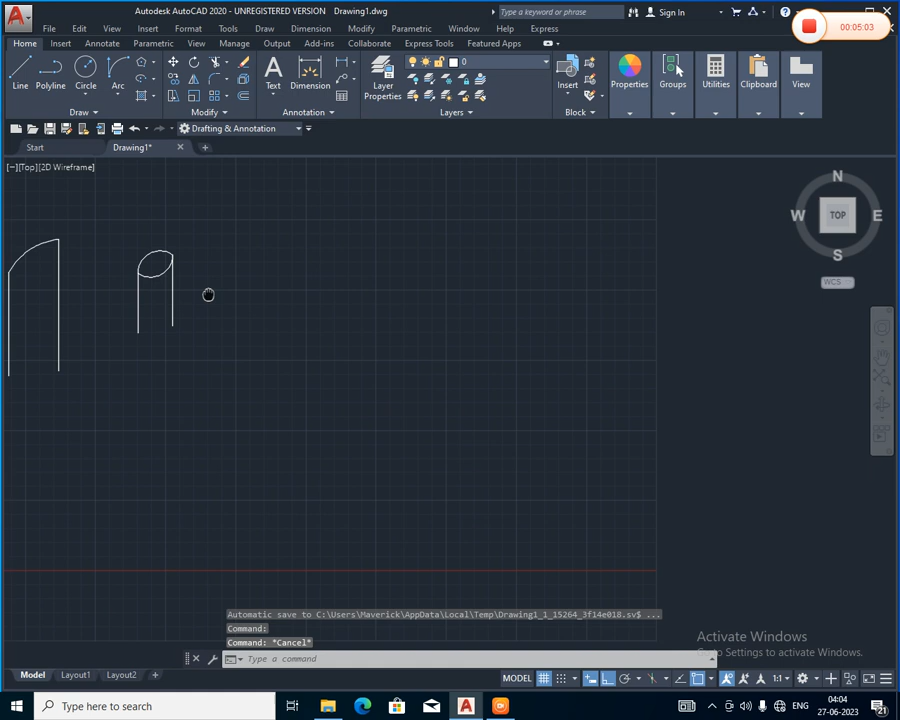 Autodesk AutoCAD 2020 - UNREGISTERED VERSION Drawing1.dwg
Type a keyword or phrase
Sign In
00:05:03
File Edit View Insert Format Tools Draw Dimension Modify Parametric Window Help Express
Home Insert Annotate Parametric View Manage Output Add-ins Collaborate Express Tools Featured Apps
0
Line Polyline Circle Arc
Text Dimension
Layer Properties
Insert
Properties Groups Utilities Clipboard View
Draw Modify Annotation Layers Block
Drafting & Annotation
Start Drawing1*
[−][Top][2D Wireframe]
N
W TOP E
S
WCS
Automatic save to C:\Users\Maverick\AppData\Local\Temp\Drawing1_1_15264_3f14e018.sv$ ...
Command:
Command: *Cancel*
Type a command
Activate Windows
Go to Settings to activate Windows.
Model Layout1 Layout2
MODEL
1:1
Type here to search
ENG
04:04
27-06-2023
21